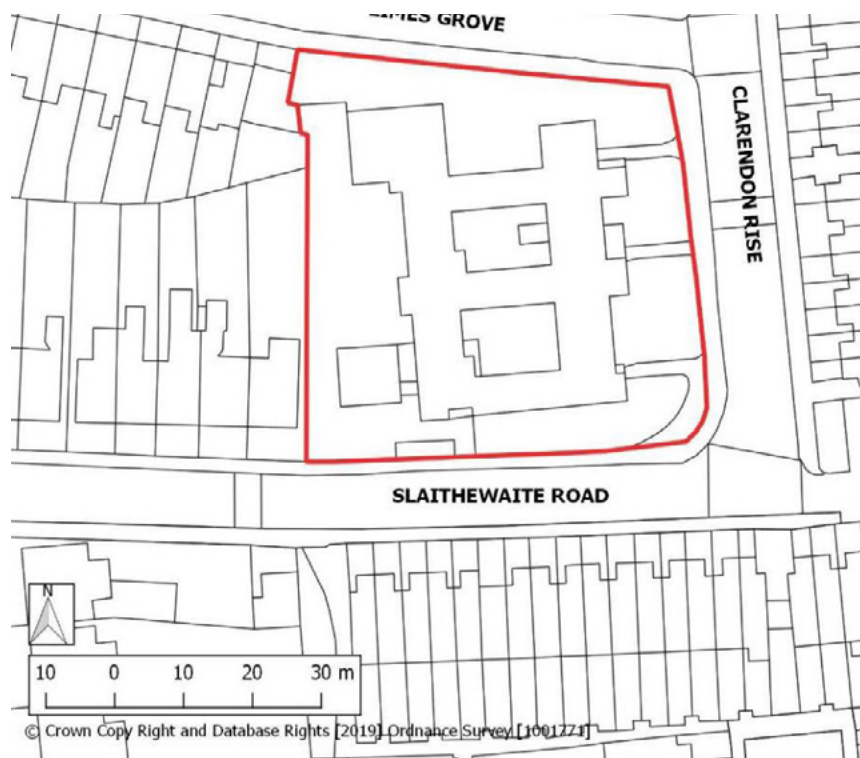 GROVE
CLARENDON RISE
SLAITHEWAITE ROAD
N
10 0 10 20 30 m
© Crown Copy Right and Database Rights [2019] Ordnance Survey [1001771]